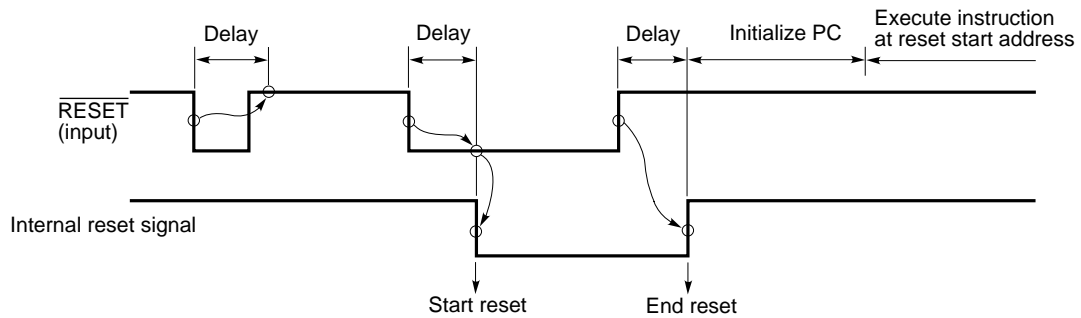 Delay
Delay
Delay
Initialize PC
Execute instruction
at reset start address
RESET
(input)
Internal reset signal
Start reset
End reset